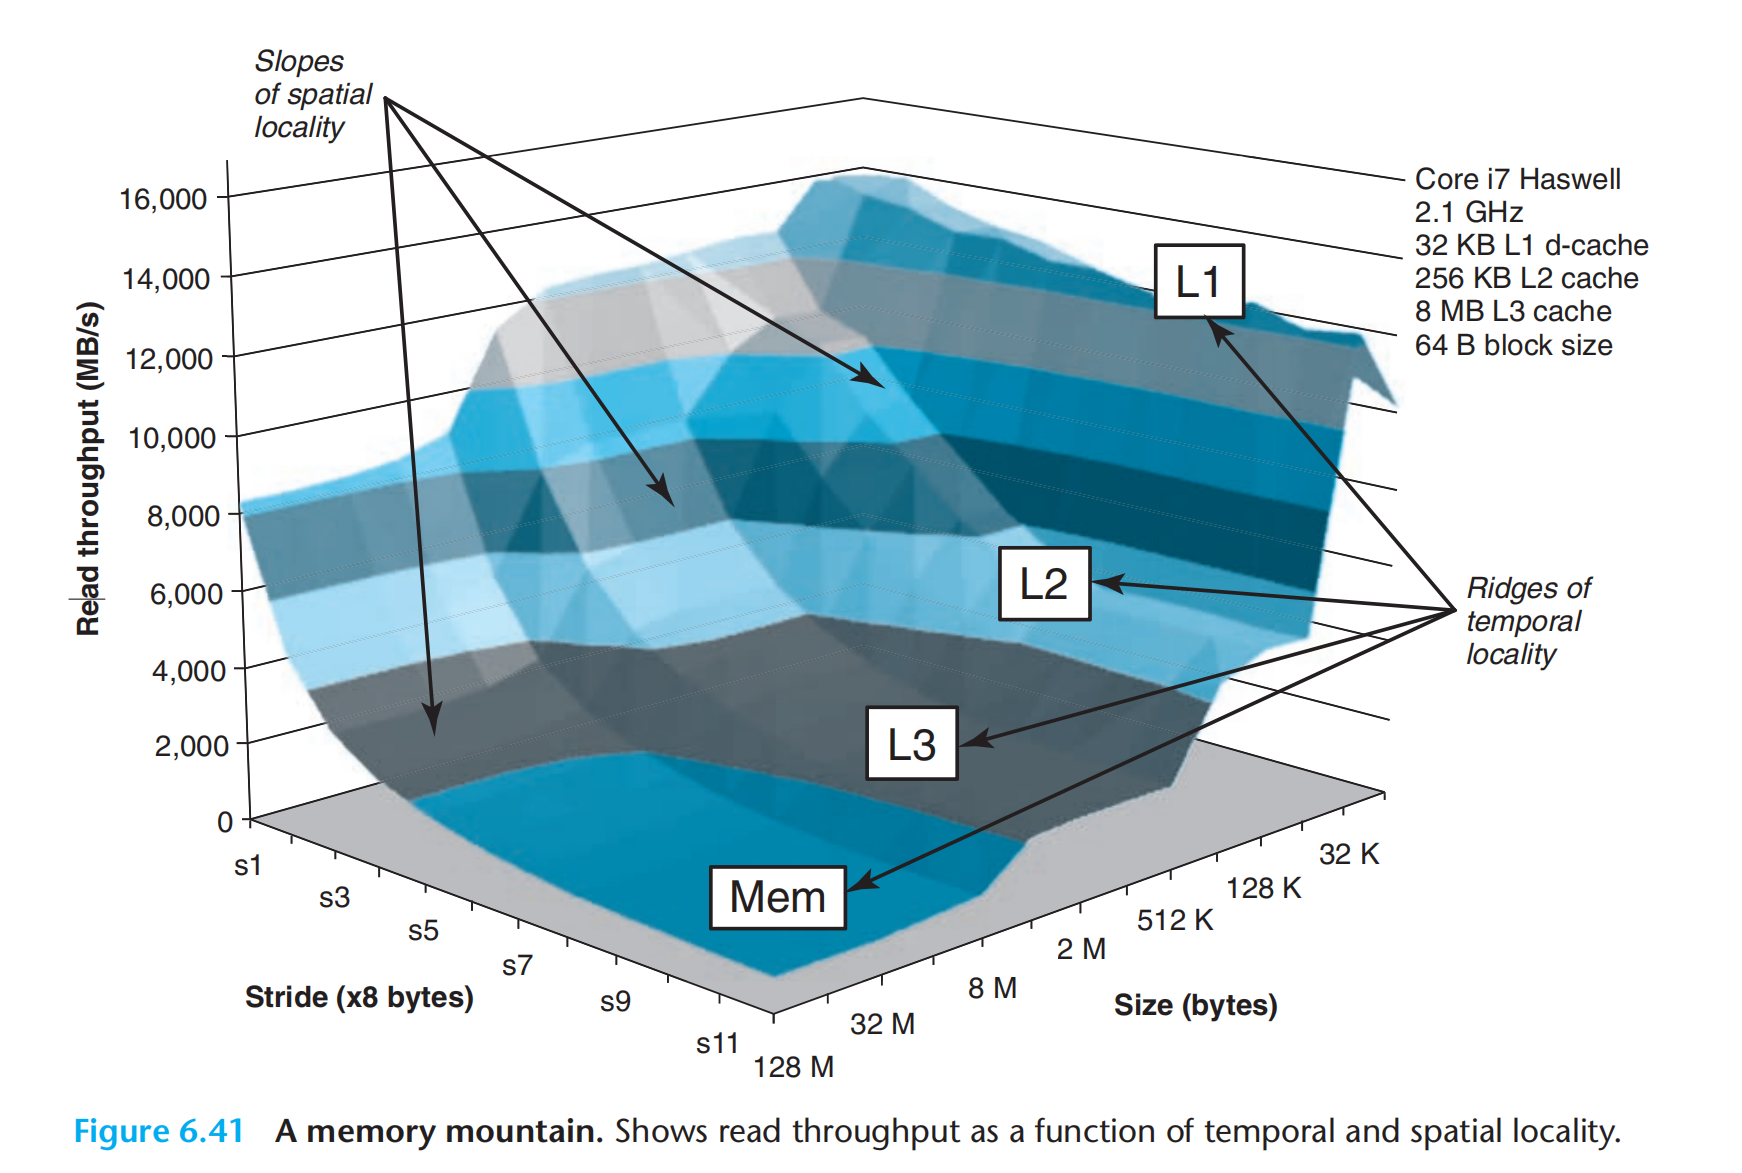 Slopes
of spatial
locality
16,000
14,000
12,000
10,000
8,000
6,000
4,000
2,000
0
Read throughput (MB/s)
Core i7 Haswell
2.1 GHz
32 KB L1 d-cache
256 KB L2 cache
8 MB L3 cache
64 B block size
L1
L2
L3
Mem
Ridges of
temporal
locality
s1
s3
s5
s7
s9
s11
Stride (x8 bytes)
128 M
32 M
8 M
2 M
512 K
128 K
32 K
Size (bytes)
Figure 6.41 A memory mountain. Shows read throughput as a function of temporal and spatial locality.